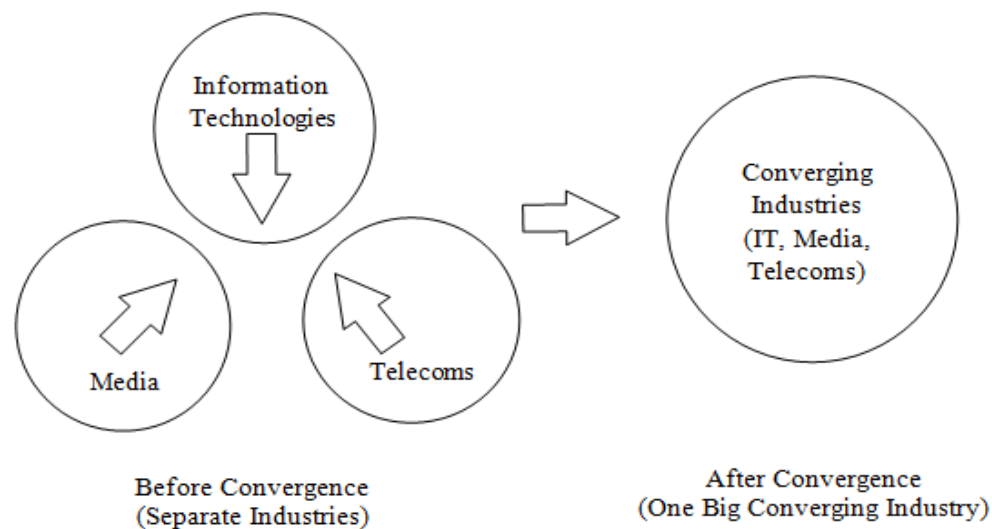 Information
Technologies
Media
Telecoms
Converging
Industries
(IT, Media,
Telecoms)
Before Convergence
(Separate Industries)
After Convergence
(One Big Converging Industry)